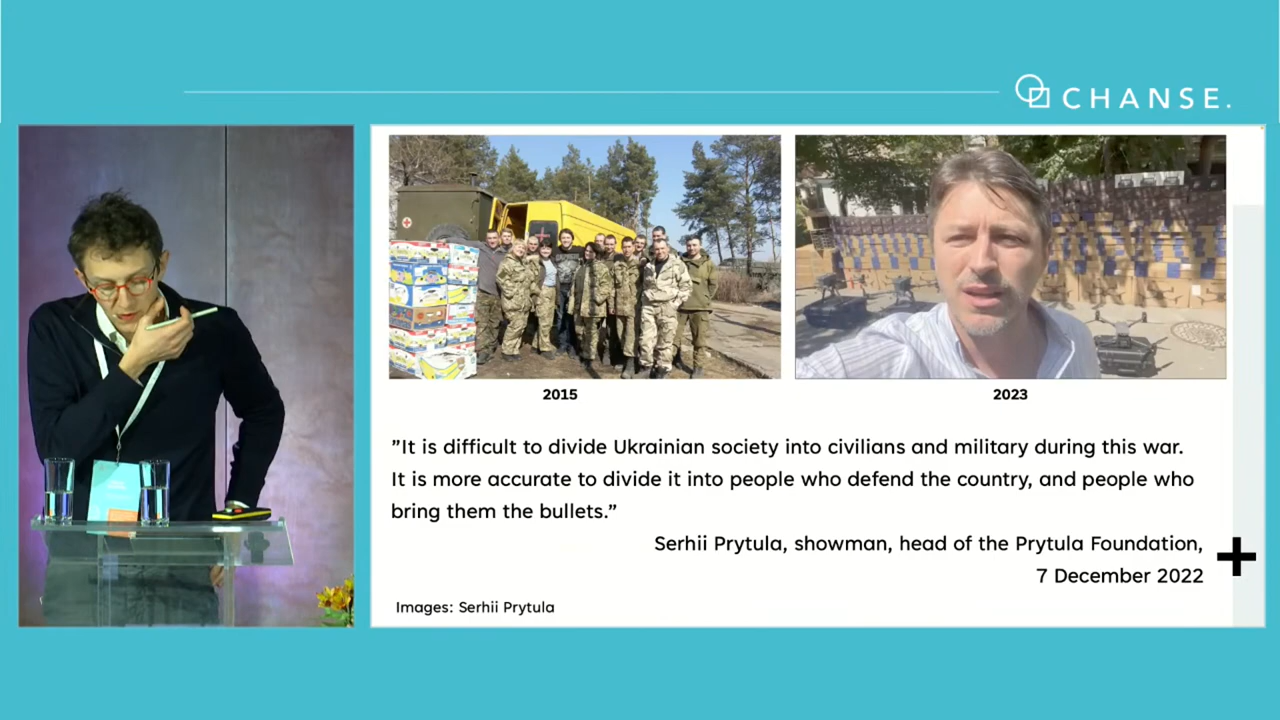 CHANSE.
2015
2023
”It is difficult to divide Ukrainian society into civilians and military during this war.
It is more accurate to divide it into people who defend the country, and people who
bring them the bullets.”
Serhii Prytula, showman, head of the Prytula Foundation,
7 December 2022
Images: Serhii Prytula